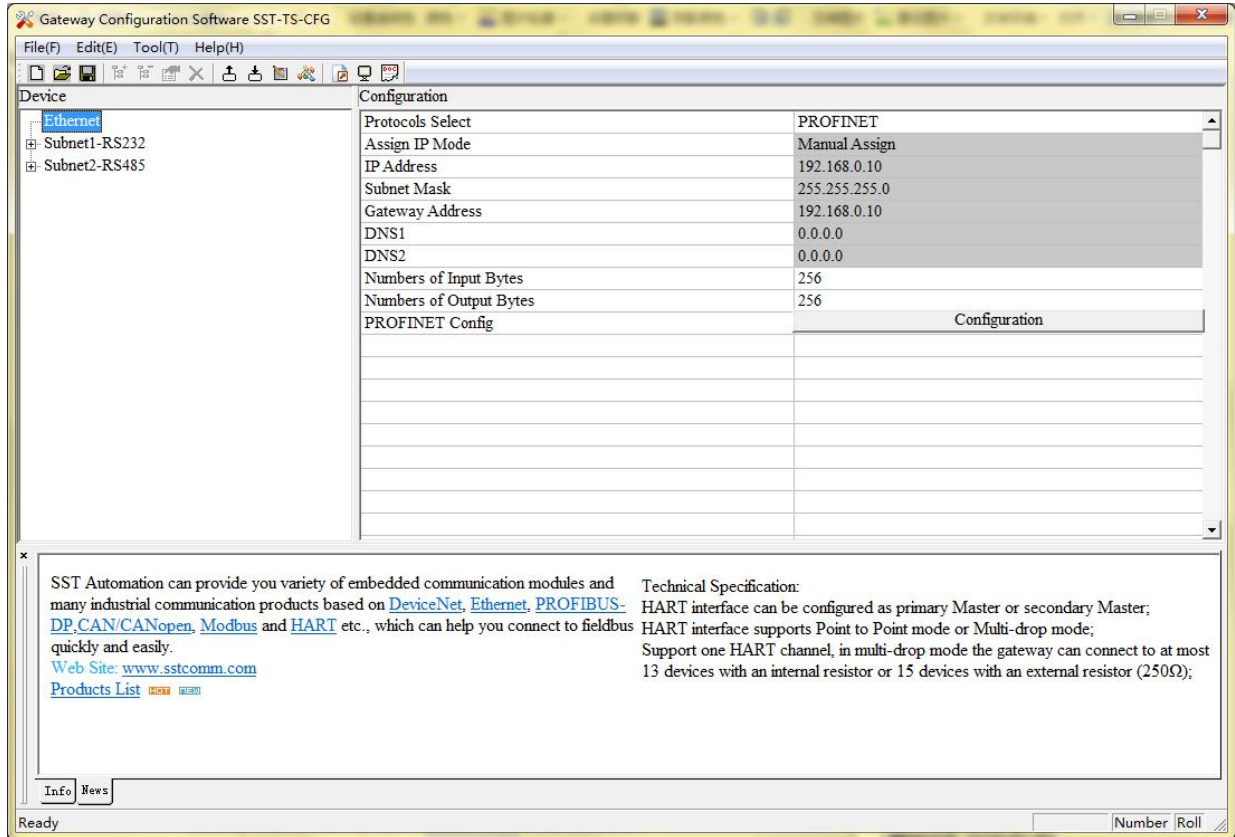 Gateway Configuration Software SST-TS-CFG
File(F) Edit(E) Tool(T) Help(H)
Device
Configuration
Ethernet
Subnet1-RS232
Subnet2-RS485
Protocols Select PROFINET
Assign IP Mode Manual Assign
IP Address 192.168.0.10
Subnet Mask 255.255.255.0
Gateway Address 192.168.0.10
DNS1 0.0.0.0
DNS2 0.0.0.0
Numbers of Input Bytes 256
Numbers of Output Bytes 256
PROFINET Config Configuration
SST Automation can provide you variety of embedded communication modules and
many industrial communication products based on DeviceNet, Ethernet, PROFIBUS-
DP,CAN/CANopen, Modbus and HART etc., which can help you connect to fieldbus
quickly and easily.
Web Site: www.sstcomm.com
Products List HOT NEW
Technical Specification:
HART interface can be configured as primary Master or secondary Master;
HART interface supports Point to Point mode or Multi-drop mode;
Support one HART channel, in multi-drop mode the gateway can connect to at most
13 devices with an internal resistor or 15 devices with an external resistor (250Ω);
Info News
Ready
Number Roll